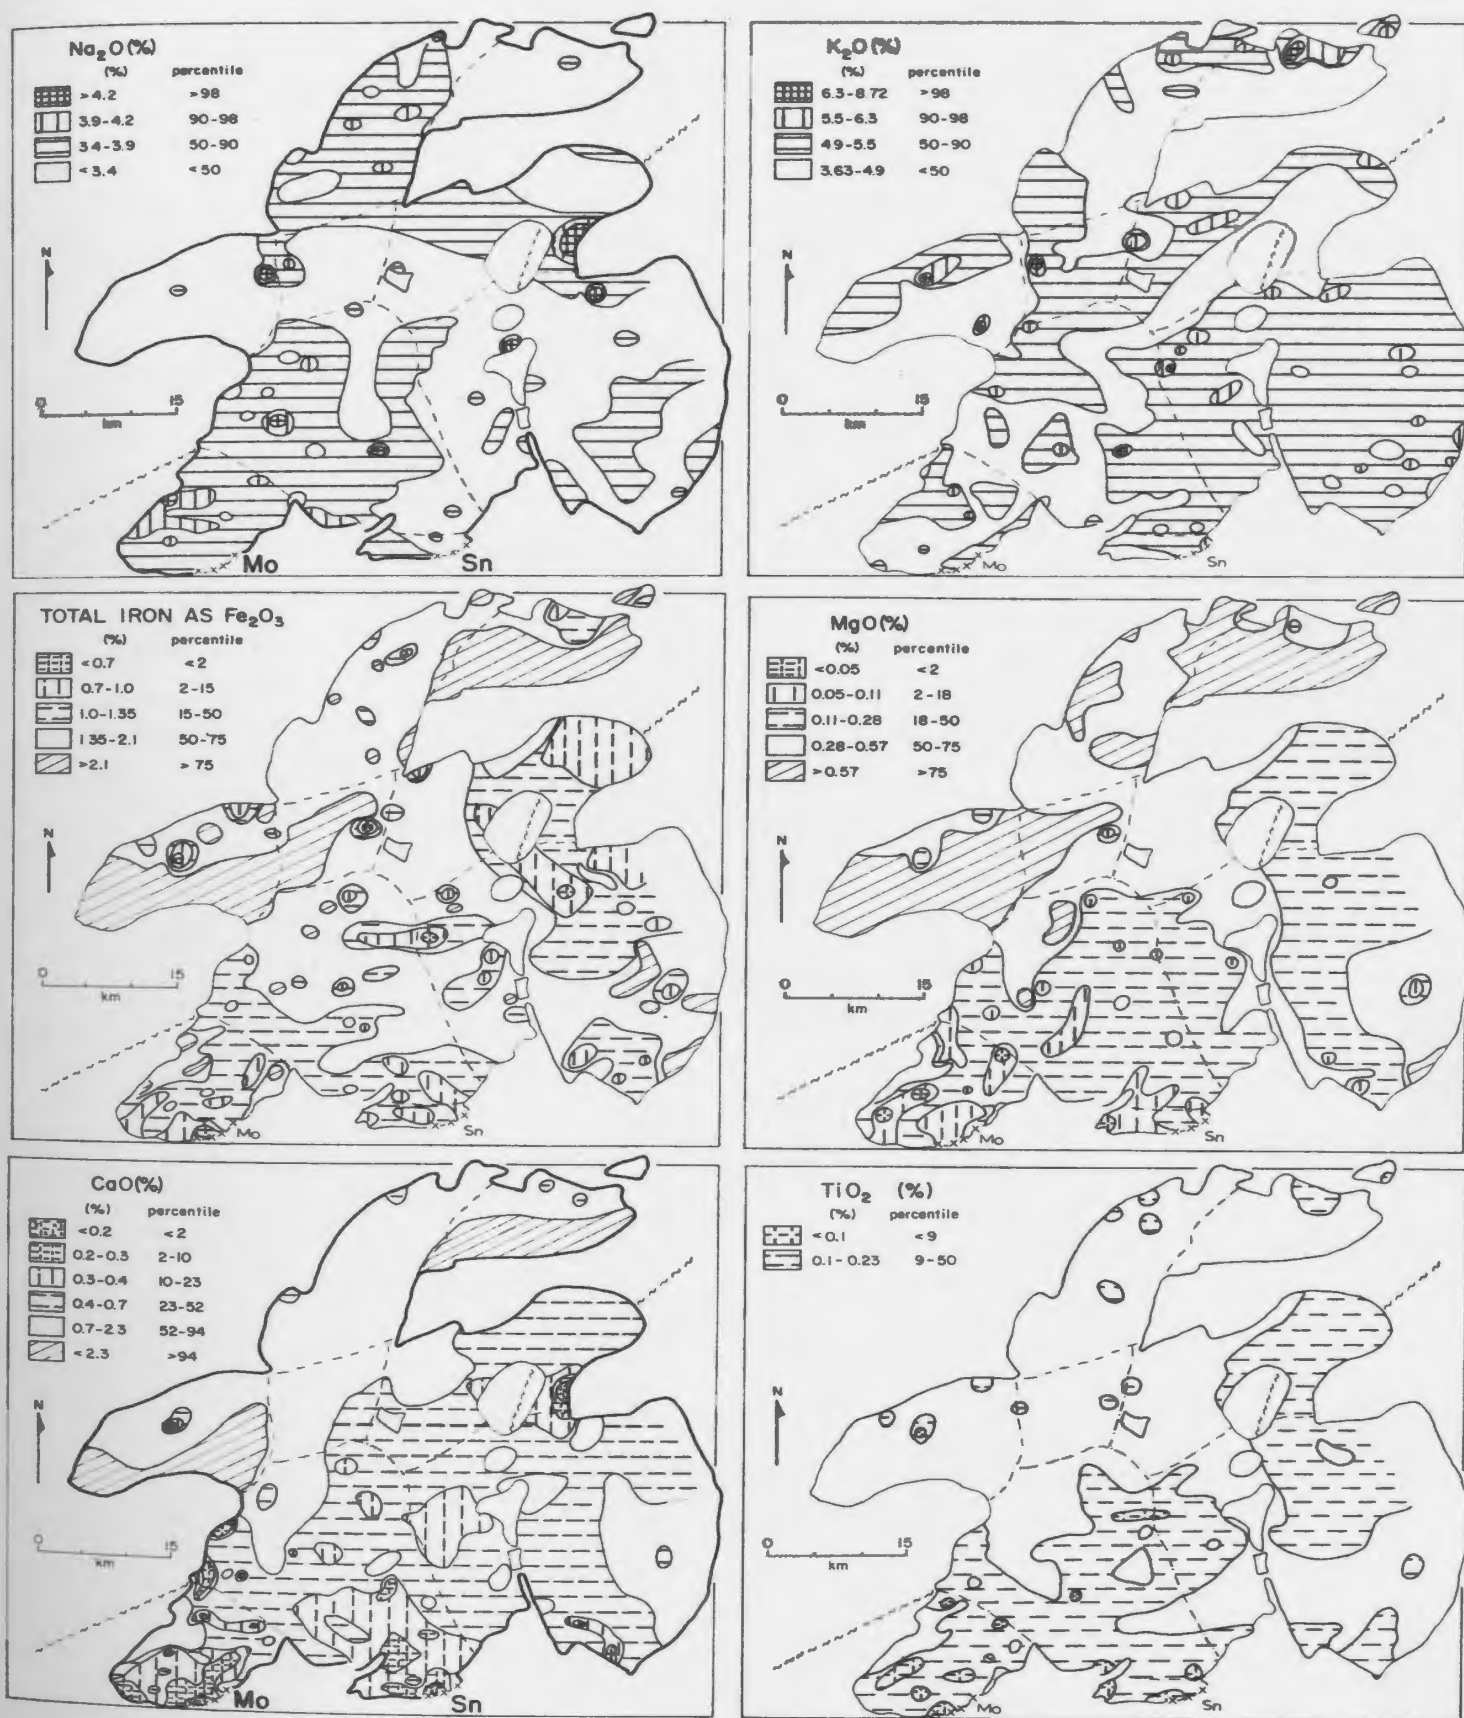 Na₂O(%)
(%) percentile
>4.2 >98
3.9-4.2 90-98
3.4-3.9 50-90
<3.4 <50
N
0 15
km
Mo Sn
K₂O(%)
(%) percentile
6.3-8.72 >98
5.5-6.3 90-98
4.9-5.5 50-90
3.63-4.9 <50
N
0 15
km
Mo Sn
TOTAL IRON AS Fe₂O₃
(%) percentile
<0.7 <2
0.7-1.0 2-15
1.0-1.35 15-50
1.35-2.1 50-75
>2.1 >75
N
0 15
km
Mo Sn
MgO(%)
(%) percentile
<0.05 <2
0.05-0.11 2-18
0.11-0.28 18-50
0.28-0.57 50-75
>0.57 >75
N
0 15
km
Mo Sn
CaO(%)
(%) percentile
<0.2 <2
0.2-0.3 2-10
0.3-0.4 10-23
0.4-0.7 23-52
0.7-2.3 52-94
<2.3 >94
N
0 15
km
Mo Sn
TiO₂ (%)
(%) percentile
<0.1 <9
0.1-0.23 9-50
N
0 15
km
Mo Sn